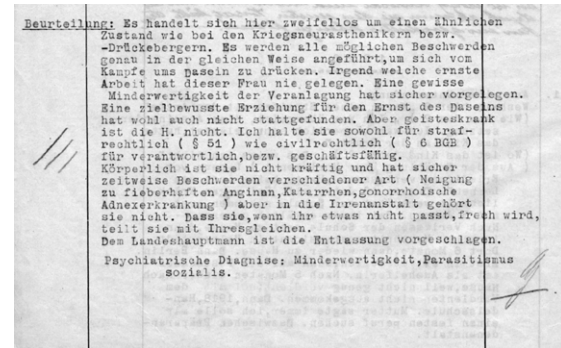 Beurteilung: Es handelt sich hier zweifellos um einen ähnlichen
Zustand wie bei den Kriegsneurasthenikern bezw.
-Drückebergern. Es werden alle möglichen Beschwerden
genau in der gleichen Weise angeführt,um sich vom
Kampfe ums Dasein zu drücken. Irgend welche ernste
Arbeit hat dieser Frau nie gelegen. Eine gewisse
Minderwertigkeit der Veranlagung hat sicher vorgelegen.
Eine zielbewusste Erziehung für den Ernst des Daseins
hat wohl auch nicht stattgefunden. Aber geisteskrank
ist die H. nicht. Ich halte sie sowohl für straf-
rechtlich ( § 51 ) wie civilrechtlich ( § 6 BGB )
für verantwortlich,bezw. geschäftsfähig.
Körperlich ist sie nicht kräftig und hat sicher
zeitweise Beschwerden verschiedener Art ( Neigung
zu fieberhaften Anginan,Katarrhen,gonorrhoische
Adnexerkrankung ) aber in die Irrenanstalt gehört
sie nicht. Dass sie,wenn ihr etwas nicht passt,frech wird,
teilt sie mit Ihresgleichen.
Dem Landeshauptmann ist die Entlassung vorgeschlagen.
Psychiatrische Diagnise: Minderwertigkeit,Parasitismus
sozialis.